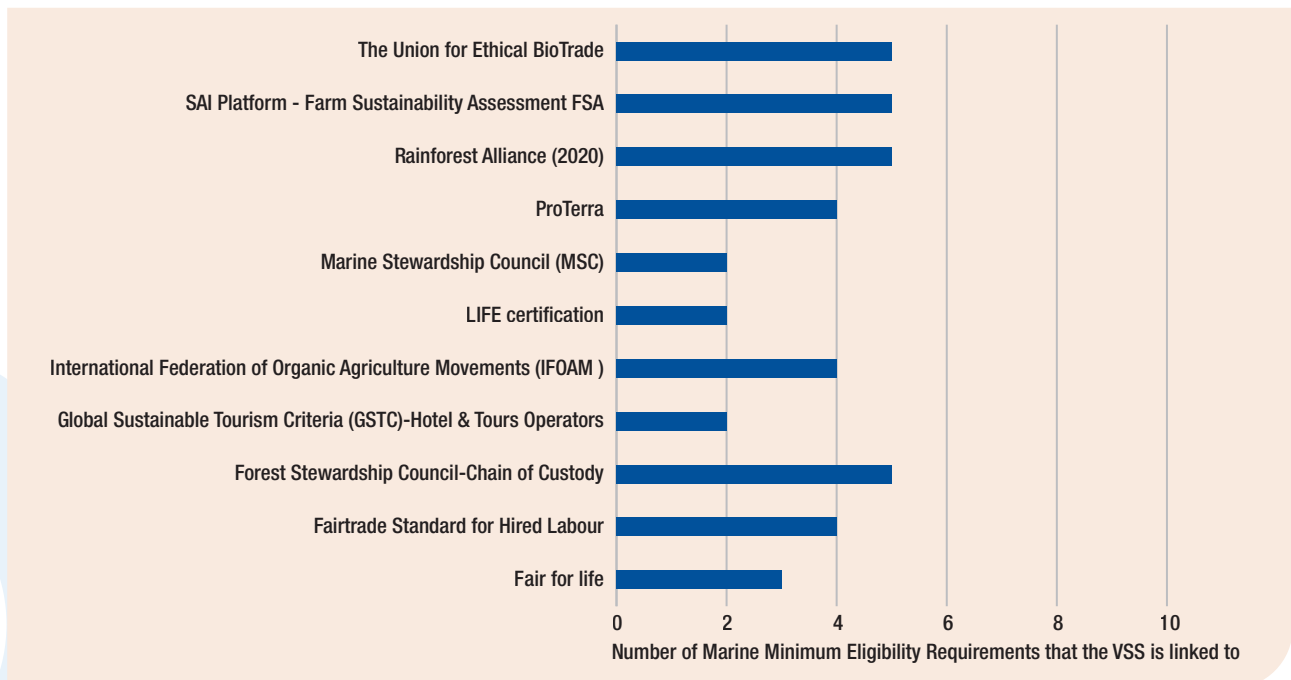 The Union for Ethical BioTrade
SAI Platform - Farm Sustainability Assessment FSA
Rainforest Alliance (2020)
ProTerra
Marine Stewardship Council (MSC)
LIFE certification
International Federation of Organic Agriculture Movements (IFOAM )
Global Sustainable Tourism Criteria (GSTC)-Hotel & Tours Operators
Forest Stewardship Council-Chain of Custody
Fairtrade Standard for Hired Labour
Fair for life
0 2 4 6 8 10
Number of Marine Minimum Eligibility Requirements that the VSS is linked to